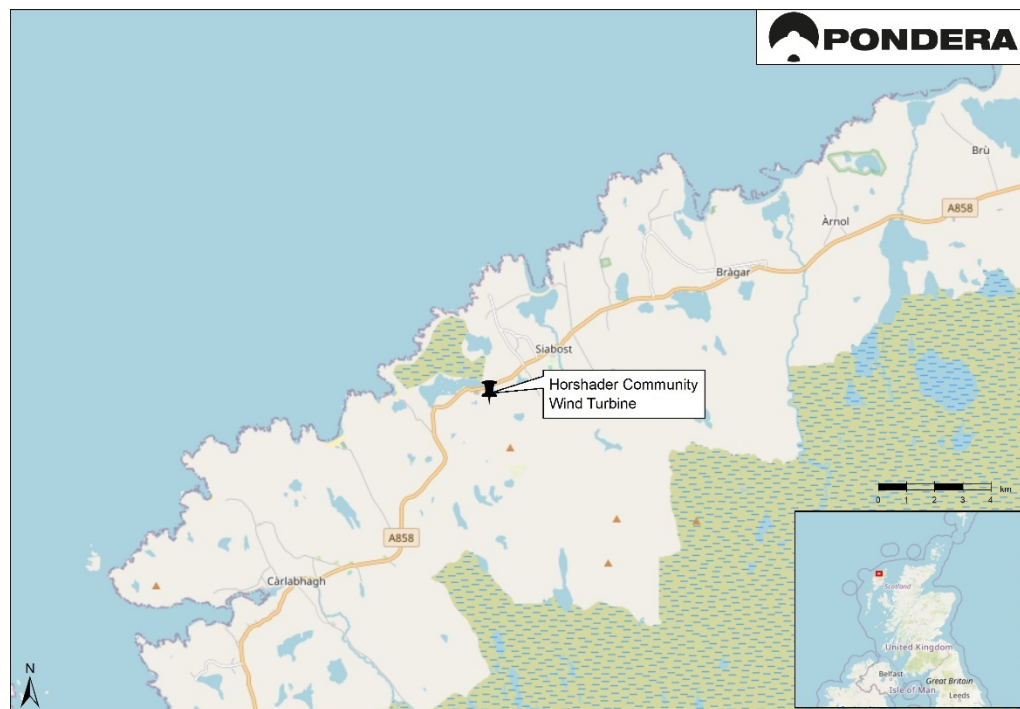 PONDERA
Brù
A858
Àrnol
Bràgar
Siabost
Horshader Community
Wind Turbine
A858
Càrlabhagh
km
0 1 2 3 4
N
Scotland
United Kingdom
Belfast
Great Britain
Isle of Man
Leeds